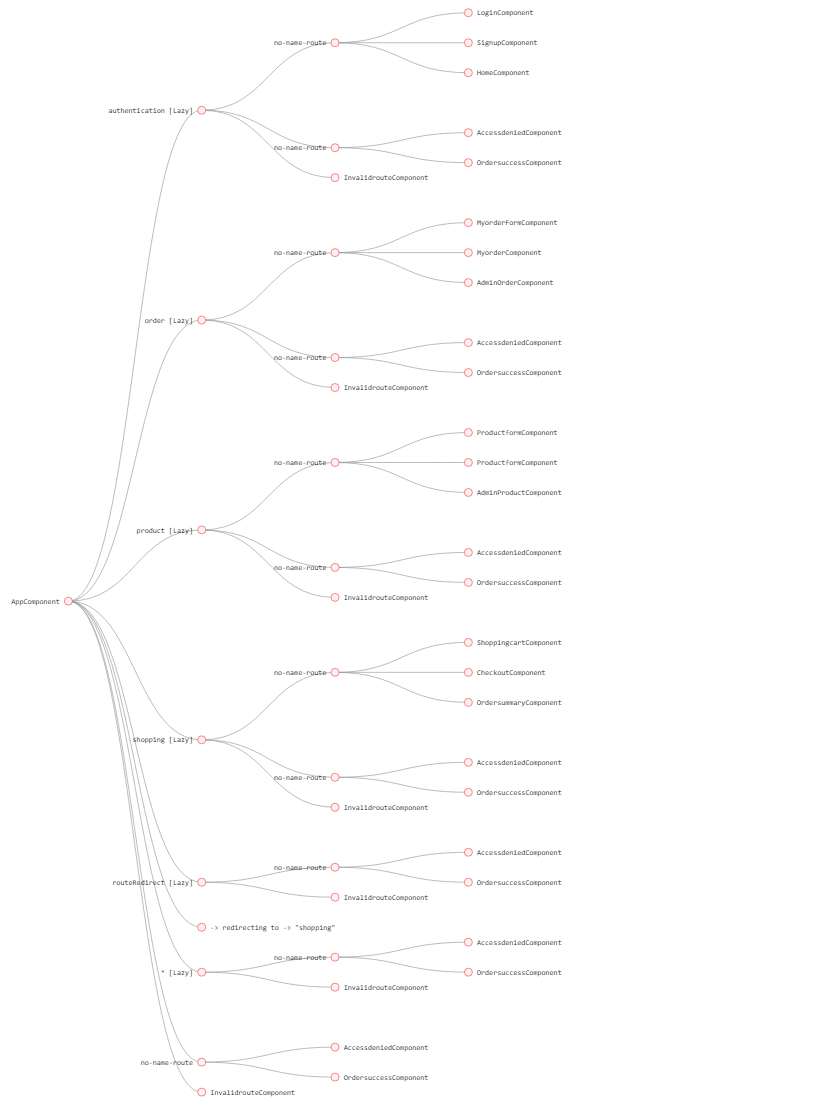 LoginComponent
no-name-route
SignupComponent
HomeComponent
authentication [Lazy]
AccessdeniedComponent
no-name-route
OrdersuccessComponent
InvalidrouteComponent
MyorderFormComponent
no-name-route
MyorderComponent
AdminOrderComponent
order [Lazy]
AccessdeniedComponent
no-name-route
OrdersuccessComponent
InvalidrouteComponent
ProductFormComponent
no-name-route
ProductFormComponent
AdminProductComponent
product [Lazy]
AccessdeniedComponent
no-name-route
OrdersuccessComponent
InvalidrouteComponent
AppComponent
ShoppingcartComponent
no-name-route
CheckoutComponent
OrdersummaryComponent
shopping [Lazy]
AccessdeniedComponent
no-name-route
OrdersuccessComponent
InvalidrouteComponent
AccessdeniedComponent
no-name-route
routeRedirect [Lazy]
OrdersuccessComponent
InvalidrouteComponent
-> redirecting to -> "shopping"
AccessdeniedComponent
no-name-route
* [Lazy]
OrdersuccessComponent
InvalidrouteComponent
AccessdeniedComponent
no-name-route
OrdersuccessComponent
InvalidrouteComponent